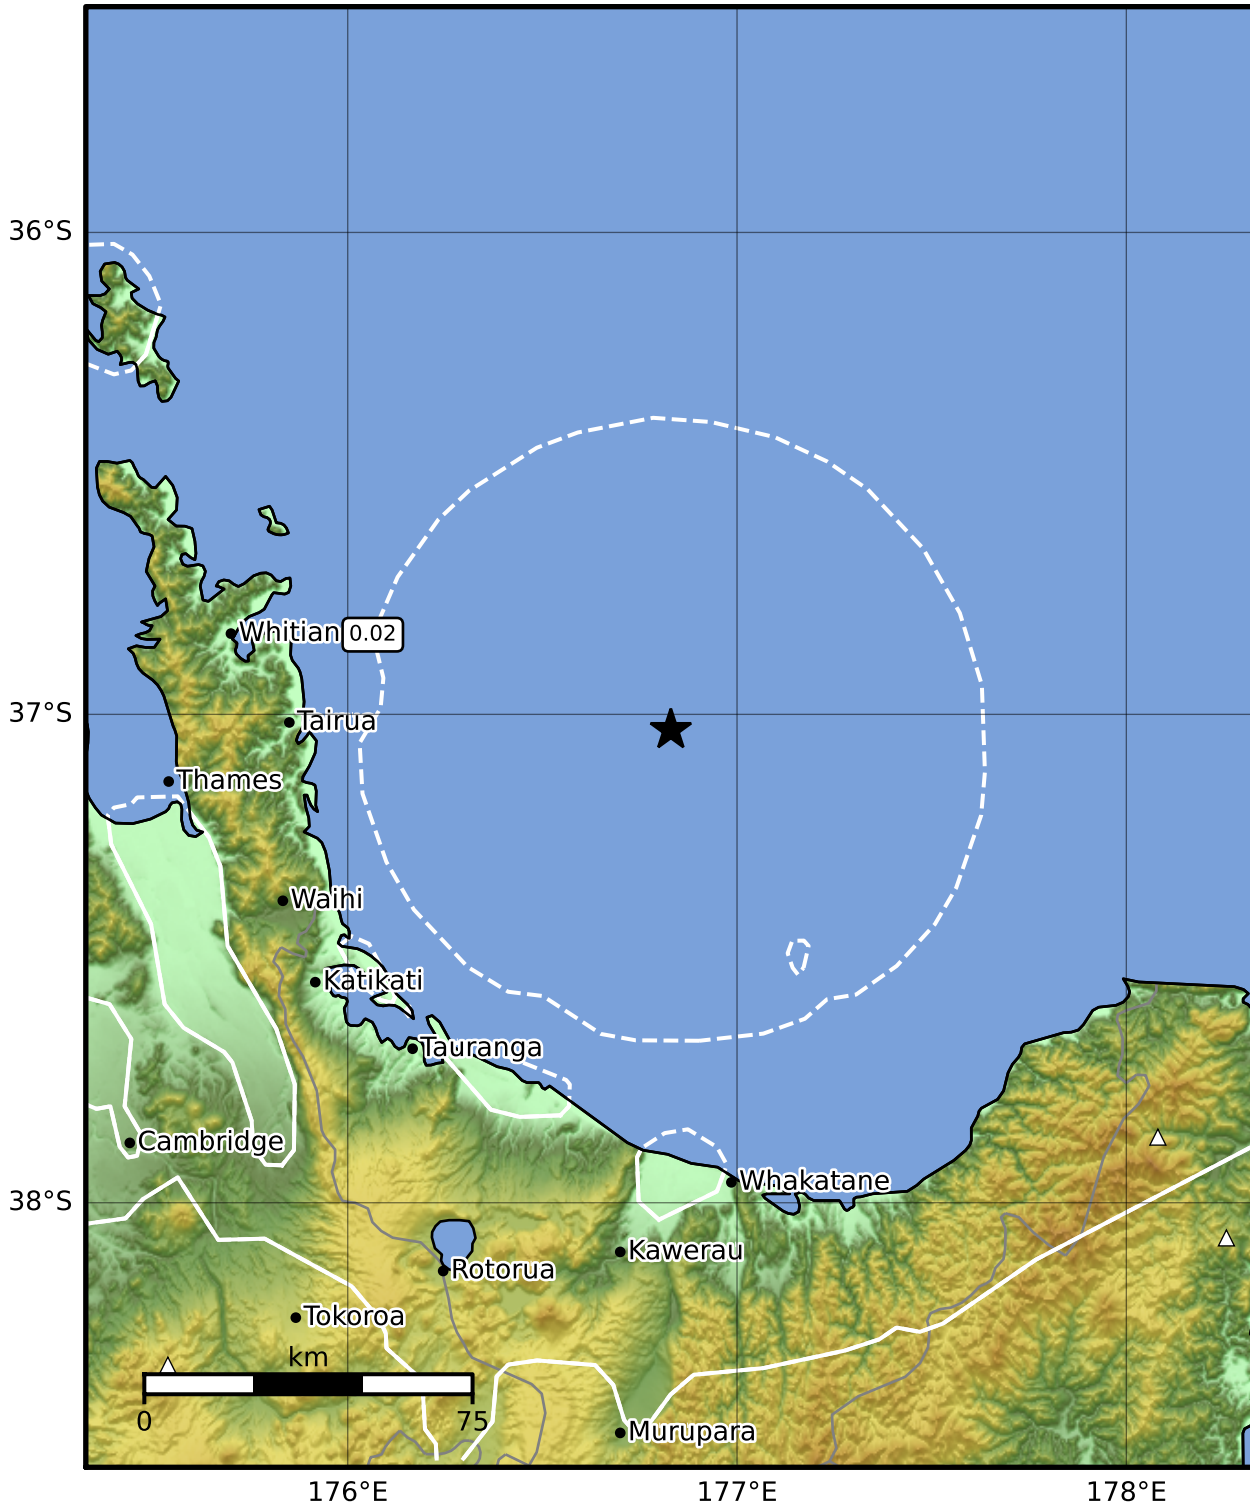 36°S
Whitian
0.02
37°S
Tairua
Thames
Waihi
Katikati
Tauranga
Cambridge
Whakatane
38°S
Kawerau
Rotorua
Tokoroa
km
0
75
Murupara
176°E
177°E
178°E